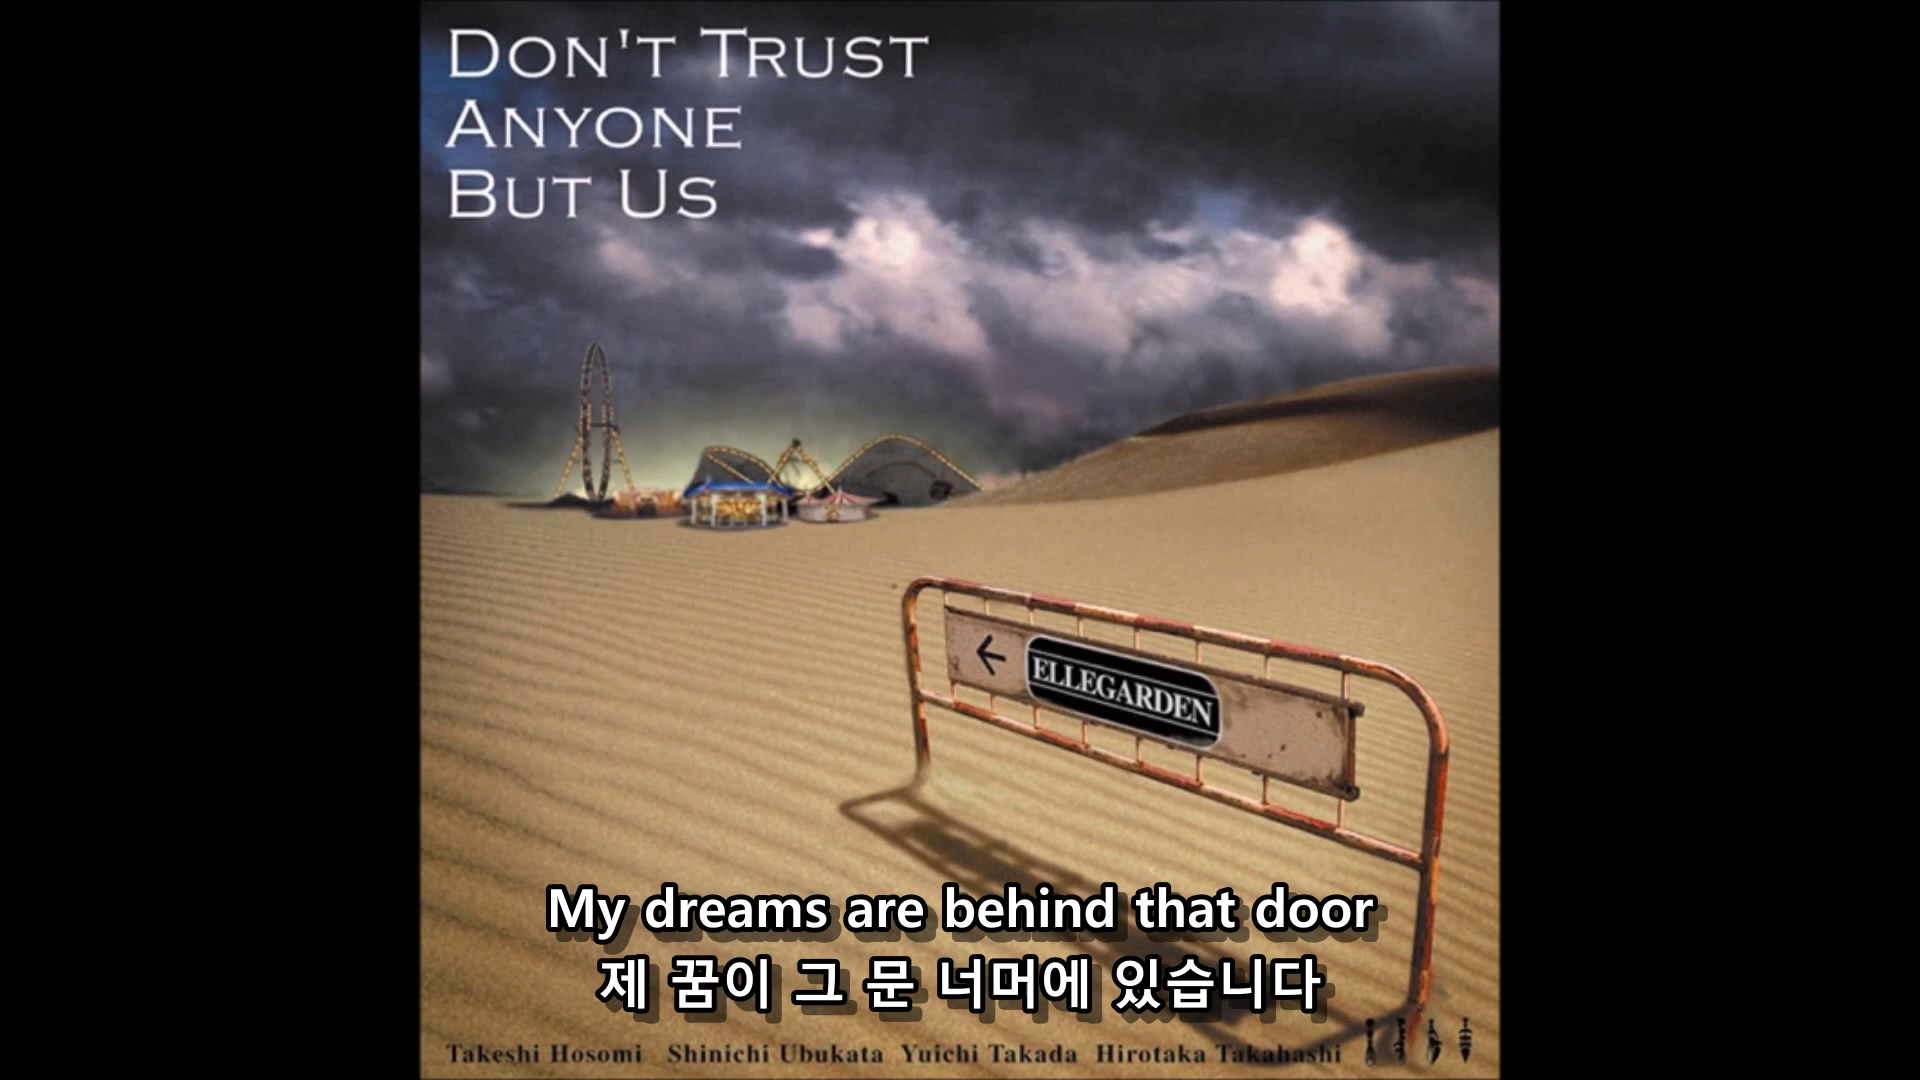 DON'T TRUST
ANYONE
BUT US
← ELLEGARDEN
My dreams are behind that door
제 꿈이 그 문 너머에 있습니다
Takeshi Hosomi Shinichi Ubukata Yuichi Takada Hirotaka Takahashi